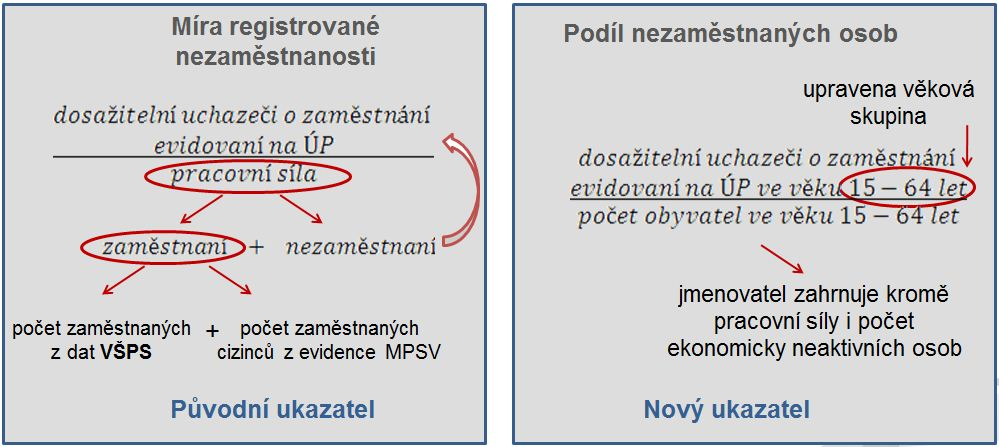 Míra registrované
nezaměstnanosti
dosažitelní uchazeči o zaměstnání
evidovaní na ÚP
pracovní síla
zaměstnaní + nezaměstnaní
počet zaměstnaných
z dat VŠPS
+
počet zaměstnaných
cizinců z evidence MPSV
Původní ukazatel
Podíl nezaměstnaných osob
upravena věková
skupina
dosažitelní uchazeči o zaměstnání
evidovaní na ÚP ve věku 15 − 64 let
počet obyvatel ve věku 15 − 64 let
jmenovatel zahrnuje kromě
pracovní síly i počet
ekonomicky neaktivních osob
Nový ukazatel